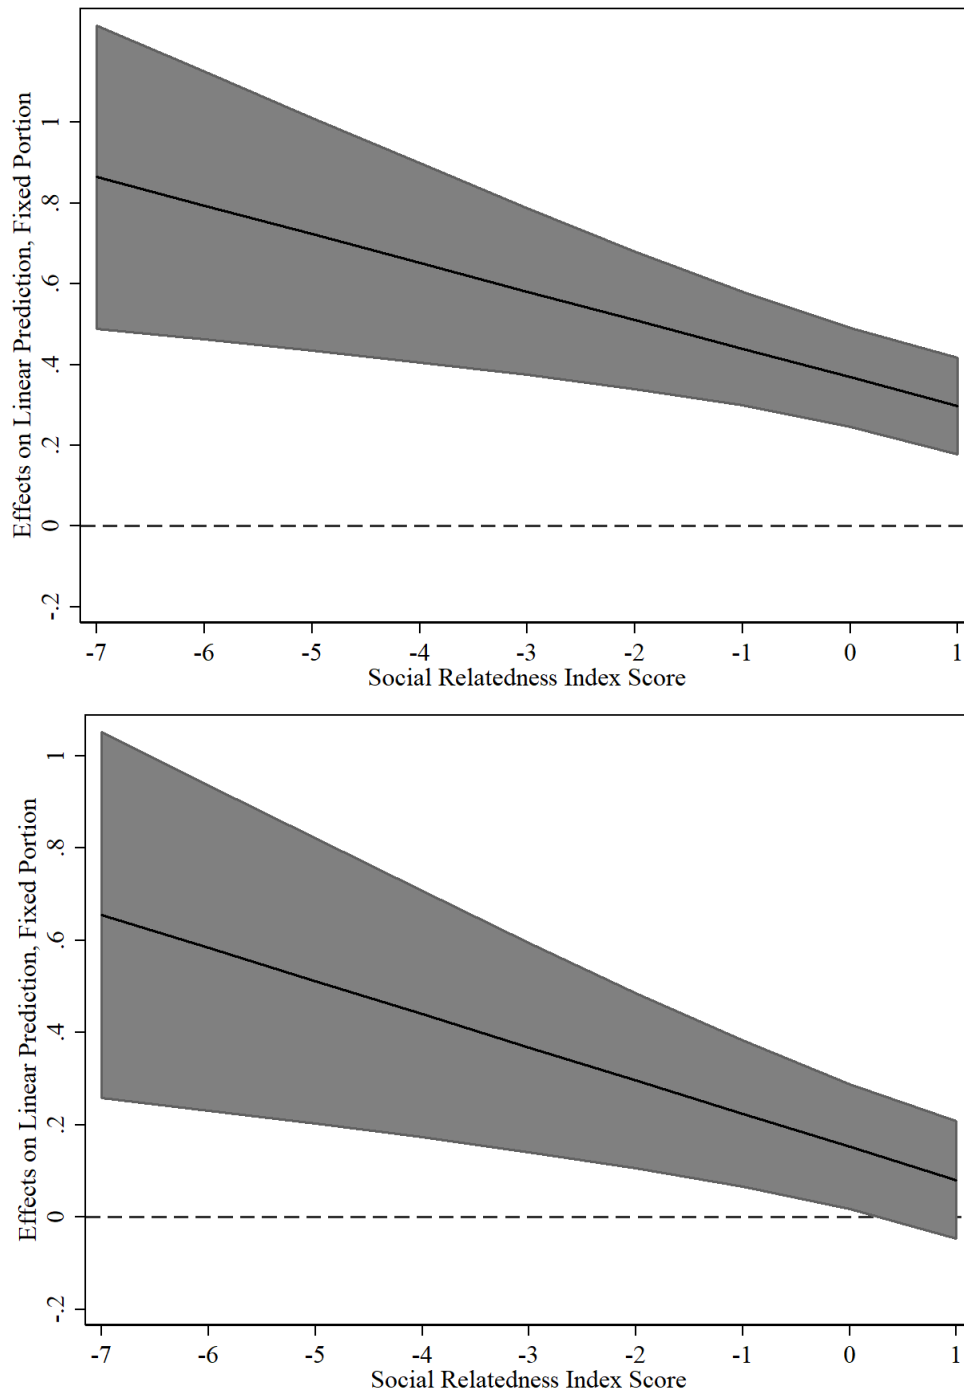 Effects on Linear Prediction, Fixed Portion
1
.8
.6
.4
.2
0
-.2
-7 -6 -5 -4 -3 -2 -1 0 1
Social Relatedness Index Score
Effects on Linear Prediction, Fixed Portion
1
.8
.6
.4
.2
0
-.2
-7 -6 -5 -4 -3 -2 -1 0 1
Social Relatedness Index Score